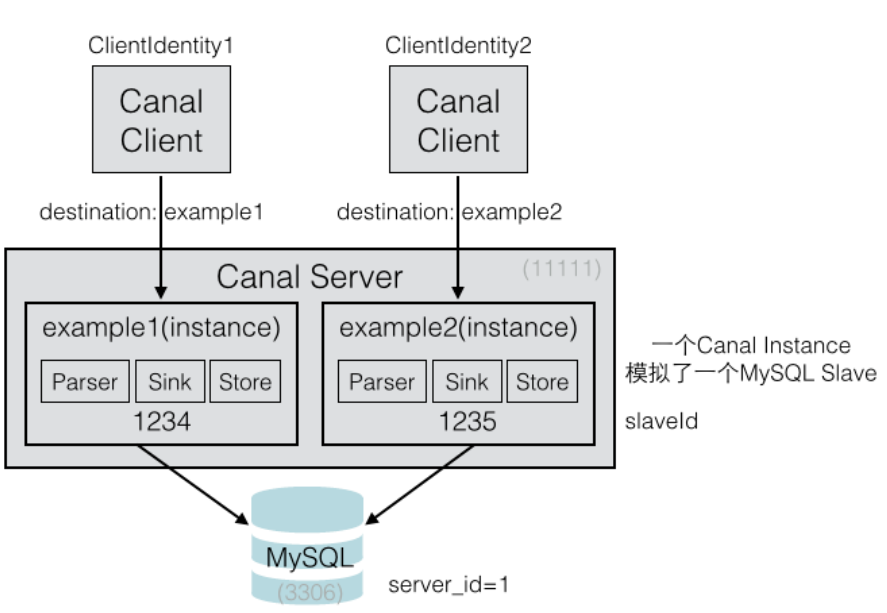 ClientIdentity1
ClientIdentity2
Canal
Client
Canal
Client
destination: example1
destination: example2
Canal Server
(11111)
example1(instance)
Parser
Sink
Store
1234
example2(instance)
Parser
Sink
Store
1235
一个Canal Instance
模拟了一个MySQL Slave
slaveId
MySQL
(3306)
server_id=1